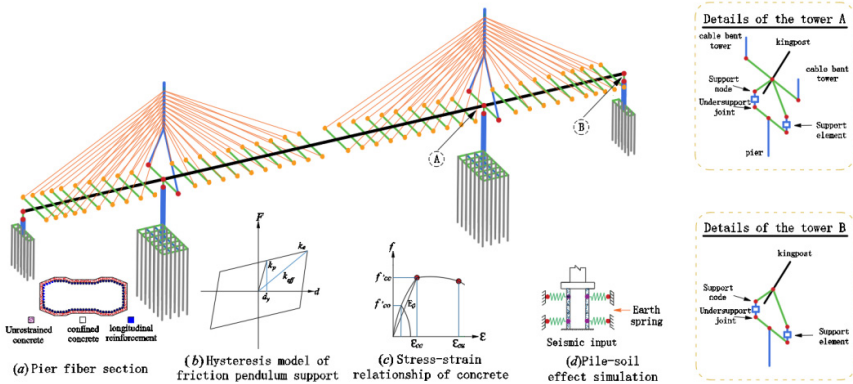 Details of the tower A
cable bent
tower
kingpost
cable bent
tower
Support
node
Undersupport
joint
Support
element
pier
A
B
Details of the tower B
kingpost
Support
node
Undersupport
joint
Support
element
Unrostrained
concrete
confined
concrete
longitudinal
reinforcement
(a) Pier fiber section
F
k_p
k_e
k_eff
d_y
d
(b) Hysteresis model of
friction pendulum support
f
f'cc
f'co
E_0
ε_cc
ε_cu
ε
(c) Stress-strain
relationship of concrete
Earth
spring
Seismic input
(d) Pile-soil
effect simulation